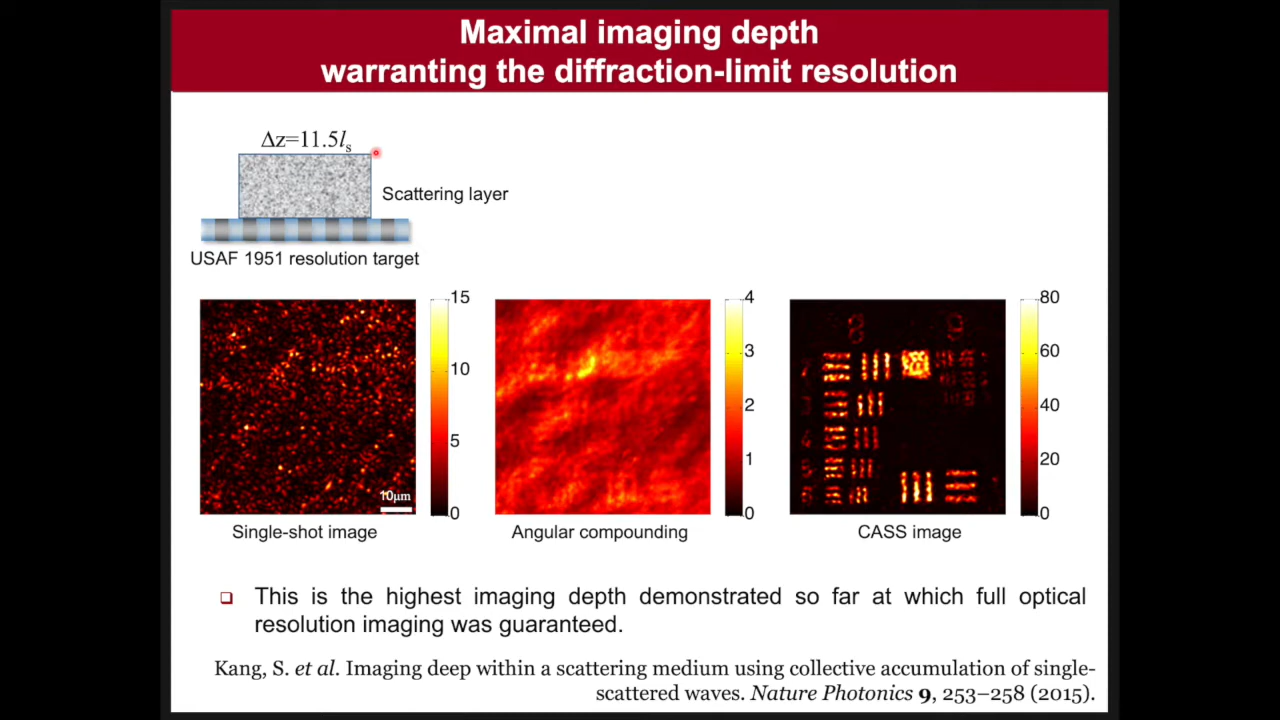 Maximal imaging depth
warranting the diffraction-limit resolution
Δz=11.5lₛ
Scattering layer
USAF 1951 resolution target
15
10
5
0
10μm
4
3
2
1
0
80
60
40
20
0
Single-shot image
Angular compounding
CASS image
This is the highest imaging depth demonstrated so far at which full optical
resolution imaging was guaranteed.
Kang, S. et al. Imaging deep within a scattering medium using collective accumulation of single-
scattered waves. Nature Photonics 9, 253–258 (2015).